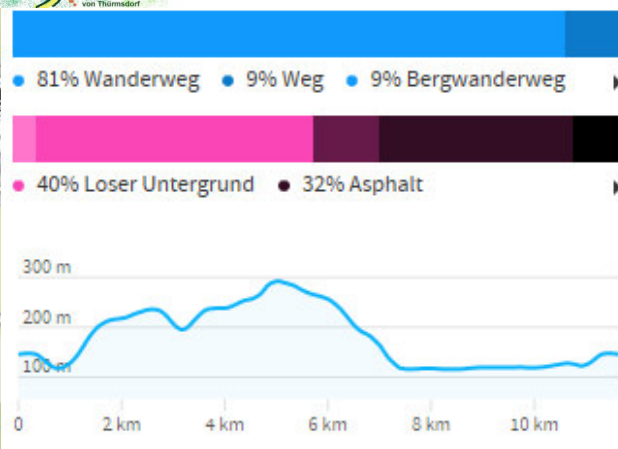 von Thürmsdorf
81% Wanderweg 9% Weg 9% Bergwanderweg
40% Loser Untergrund 32% Asphalt
300 m
200 m
100 m
0 2 km 4 km 6 km 8 km 10 km